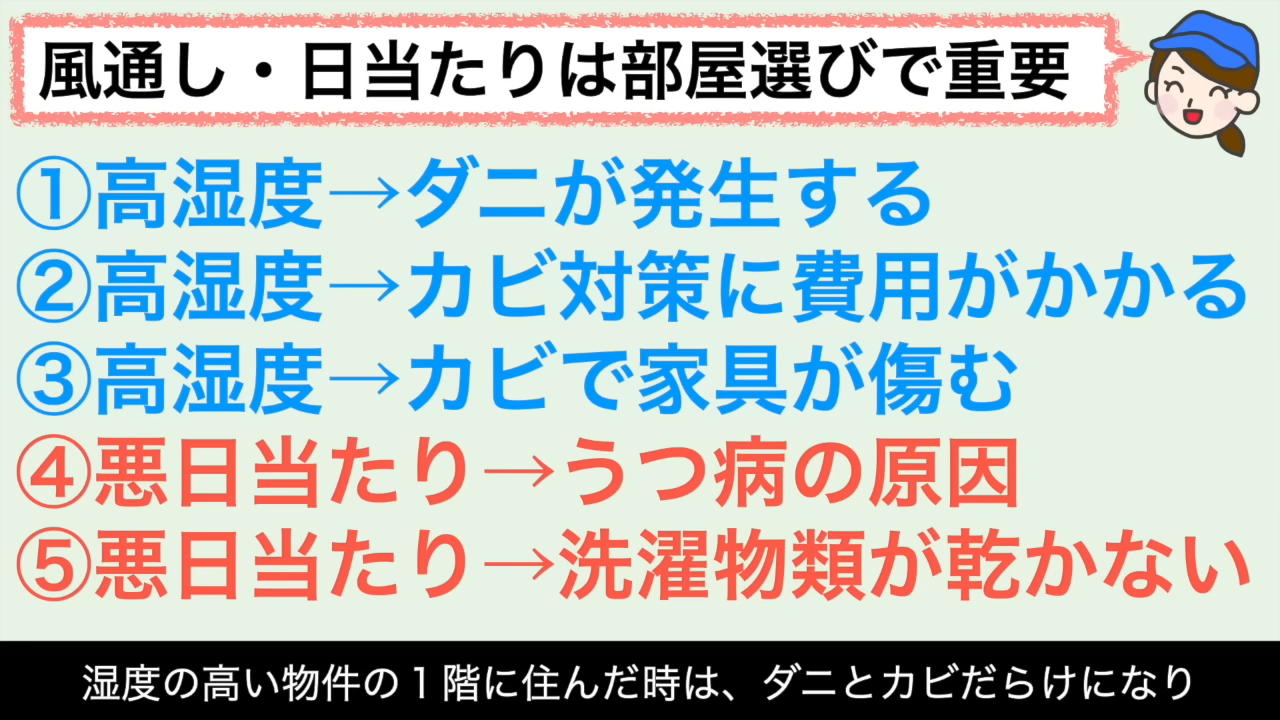 風通し・日当たりは部屋選びで重要
①高湿度→ダニが発生する
②高湿度→カビ対策に費用がかかる
③高湿度→カビで家具が傷む
④悪日当たり→うつ病の原因
⑤悪日当たり→洗濯物類が乾かない
湿度の高い物件の１階に住んだ時は、ダニとカビだらけになり